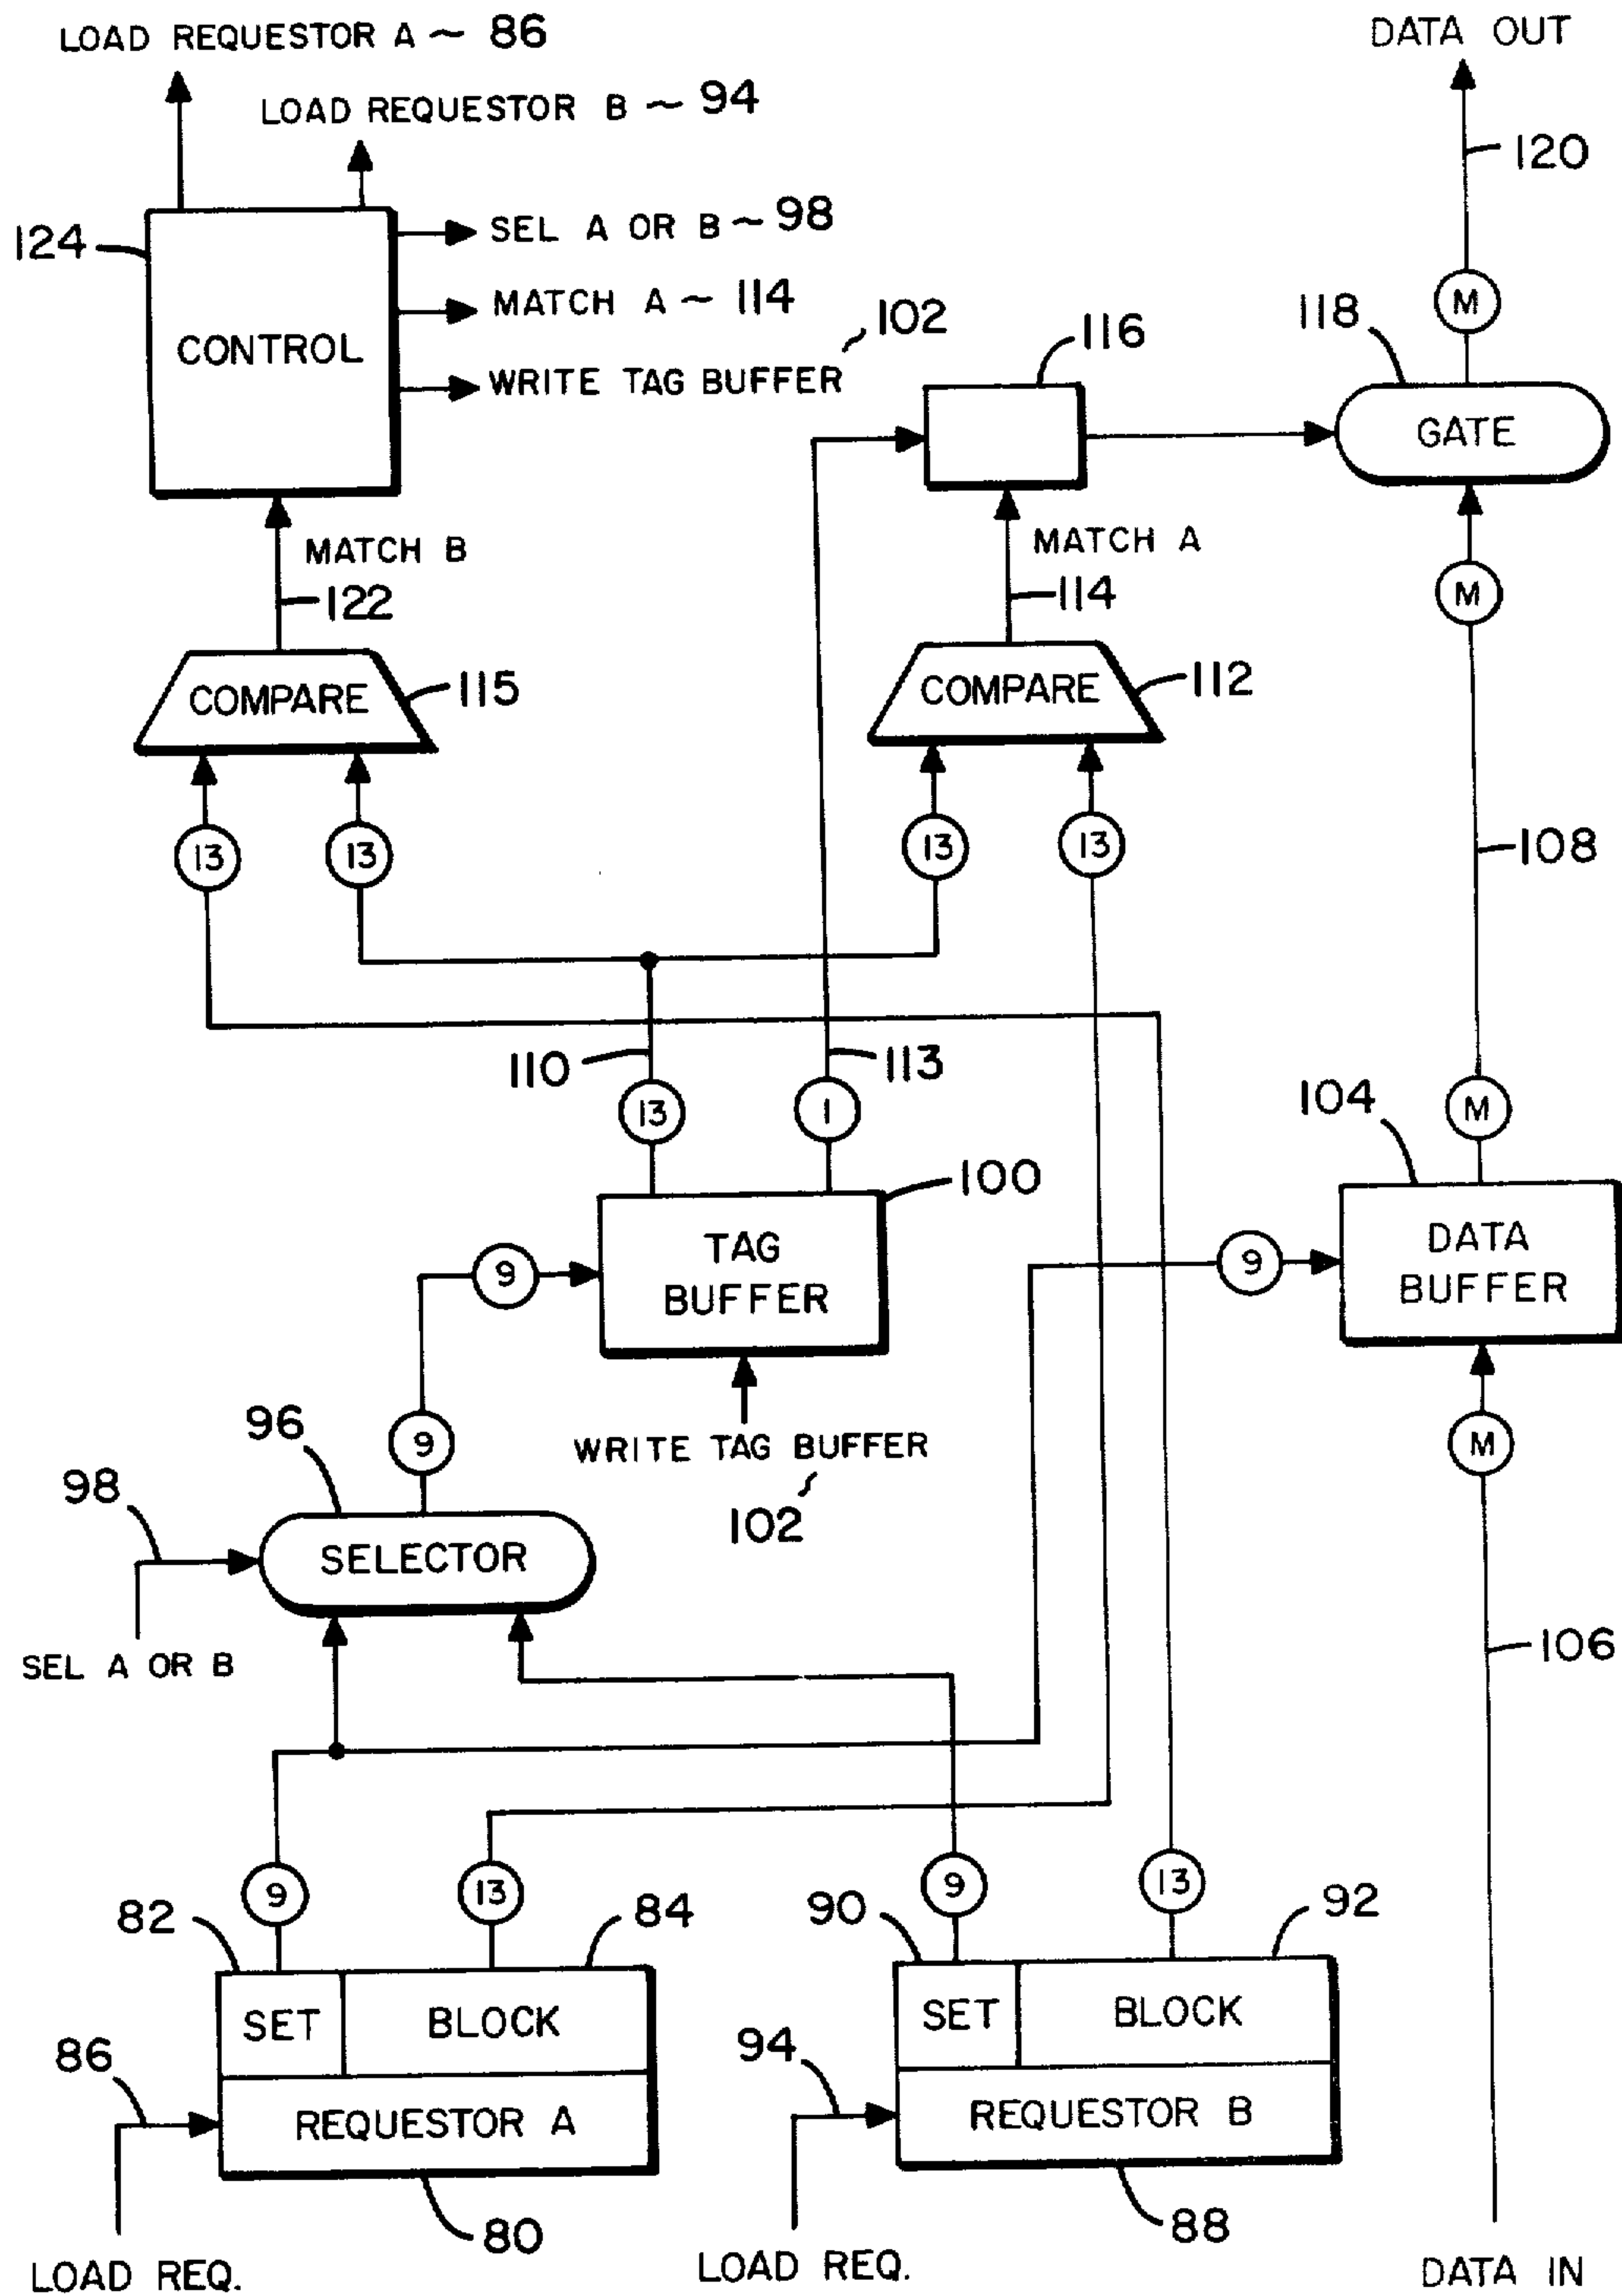 LOAD REQUESTOR A ~ 86
DATA OUT
LOAD REQUESTOR B ~ 94
120
124
SEL A OR B ~ 98
MATCH A ~ 114
WRITE TAG BUFFER 102
CONTROL
116
118
M
GATE
MATCH B
122
MATCH A
114
M
COMPARE
115
COMPARE
112
13
13
13
13
108
110
113
13
1
104
M
100
TAG
BUFFER
9
9
DATA
BUFFER
96
9
WRITE TAG BUFFER
102
M
98
SELECTOR
SEL A OR B
106
9
13
9
13
82
84
90
92
SET
BLOCK
SET
BLOCK
86
94
REQUESTOR A
REQUESTOR B
80
88
LOAD REQ.
LOAD REQ.
DATA IN